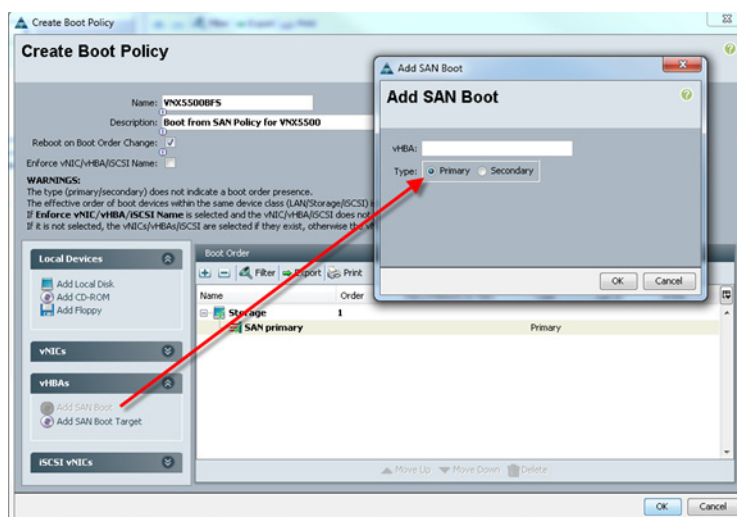 Create Boot Policy
Create Boot Policy
Name: VNX5500BFS
Description: Boot from SAN Policy for VNX5500
Reboot on Boot Order Change:
Enforce vNIC/vHBA/iSCSI Name:
WARNINGS:
The type (primary/secondary) does not indicate a boot order presence.
The effective order of boot devices within the same device class (LAN/Storage/iSCSI)
If Enforce vNIC/vHBA/iSCSI Name is selected and the vNIC/vHBA/iSCSI does not
If it is not selected, the vNICs/vHBAs/iSCSI are selected if they exist, otherwise the
Local Devices
Add Local Disk
Add CD-ROM
Add Floppy
vNICs
vHBAs
Add SAN Boot
Add SAN Boot Target
iSCSI vNICs
Boot Order
Filter Export Print
Name Order
Storage 1
SAN primary Primary
Move Up Move Down Delete
OK Cancel
Add SAN Boot
Add SAN Boot
vHBA:
Type: Primary Secondary
OK Cancel